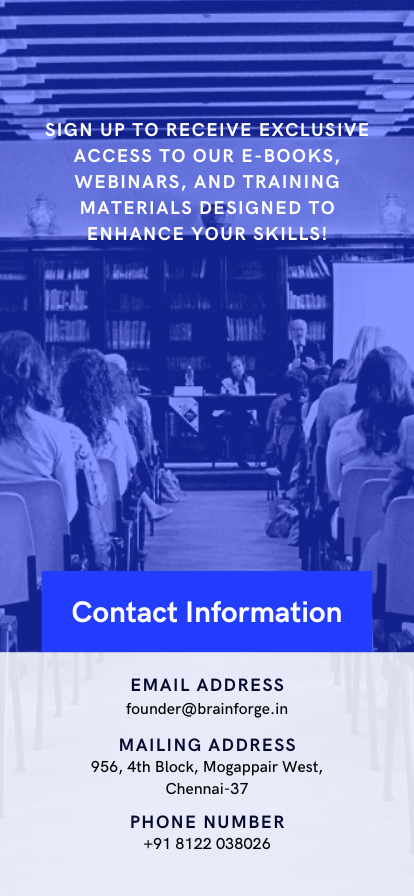 SIGN UP TO RECEIVE EXCLUSIVE
ACCESS TO OUR E-BOOKS,
WEBINARS, AND TRAINING
MATERIALS DESIGNED TO
ENHANCE YOUR SKILLS!
Contact Information
EMAIL ADDRESS
founder@brainforge.in
MAILING ADDRESS
956, 4th Block, Mogappair West,
Chennai-37
PHONE NUMBER
+91 8122 038026